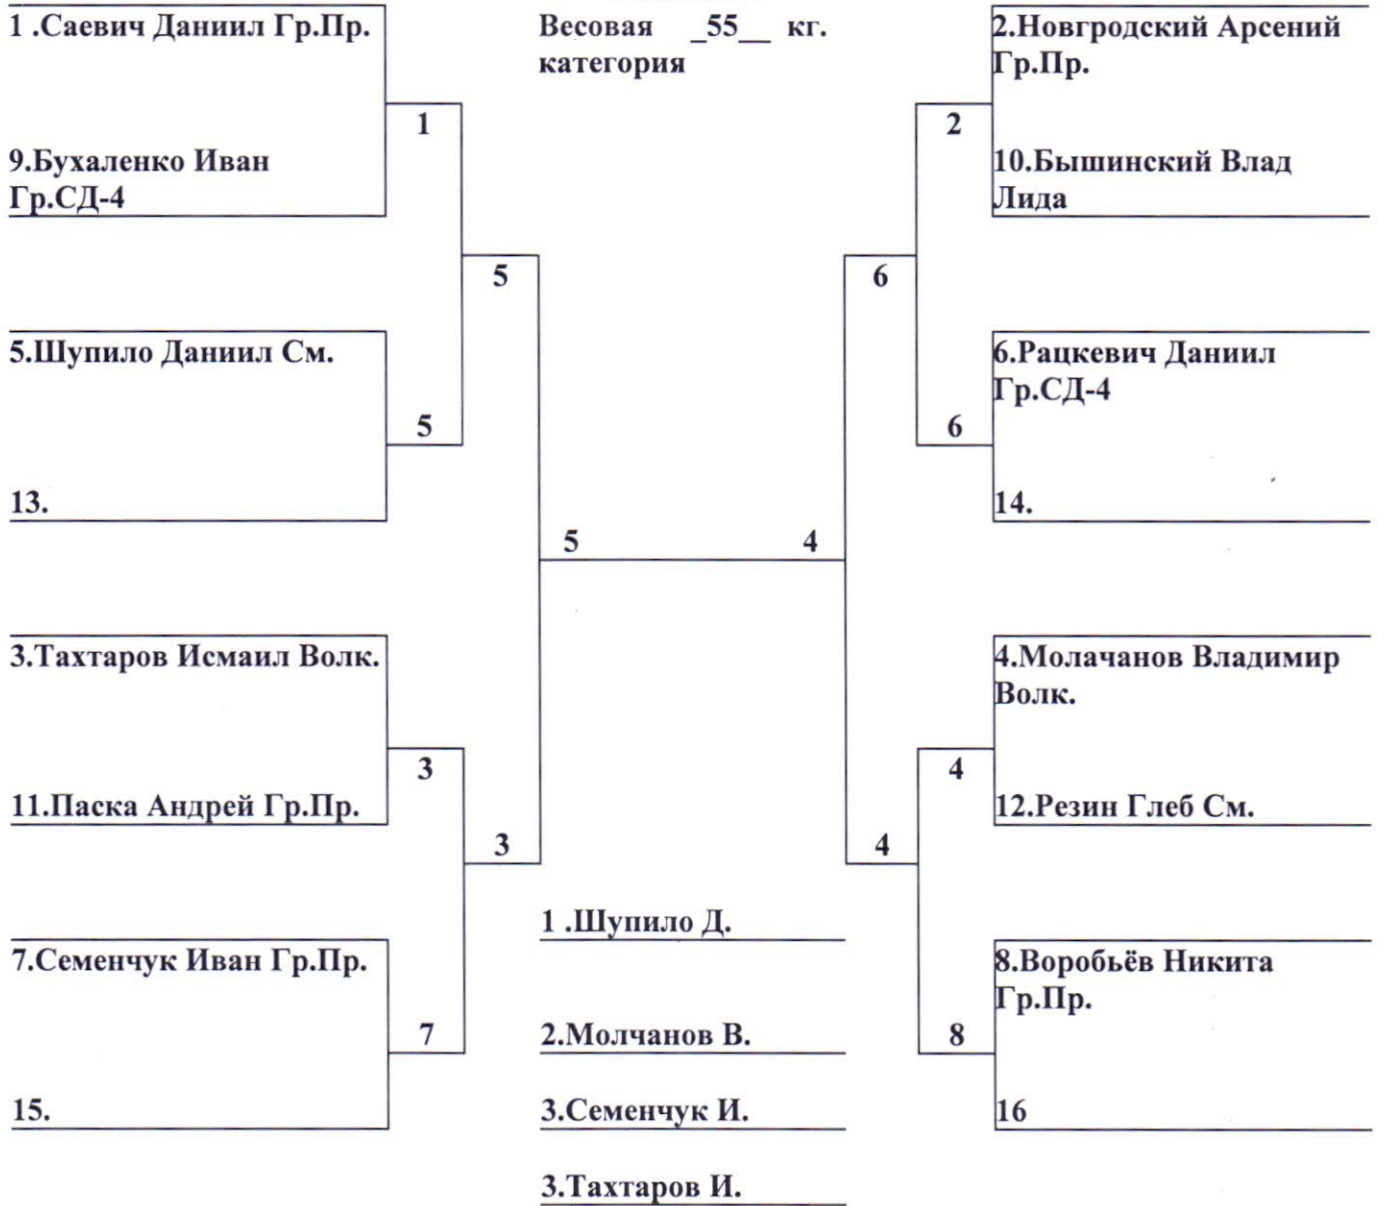 1 .Саевич Даниил Гр.Пр.
9.Бухаленко Иван
Гр.СД-4
5.Шупило Даниил См.
13.
3.Тахтаров Исмаил Волк.
11.Паска Андрей Гр.Пр.
7.Семенчук Иван Гр.Пр.
15.
1
5
3
7
5
3
5
Весовая _55__ кг.
категория
4
6
4
2
6
4
8
2.Новгродский Арсений
Гр.Пр.
10.Бышинский Влад
Лида
6.Рацкевич Даниил
Гр.СД-4
14.
4.Молачанов Владимир
Волк.
12.Резин Глеб См.
8.Воробьёв Никита
Гр.Пр.
16
1 .Шупило Д.
2.Молчанов В.
3.Семенчук И.
3.Тахтаров И.